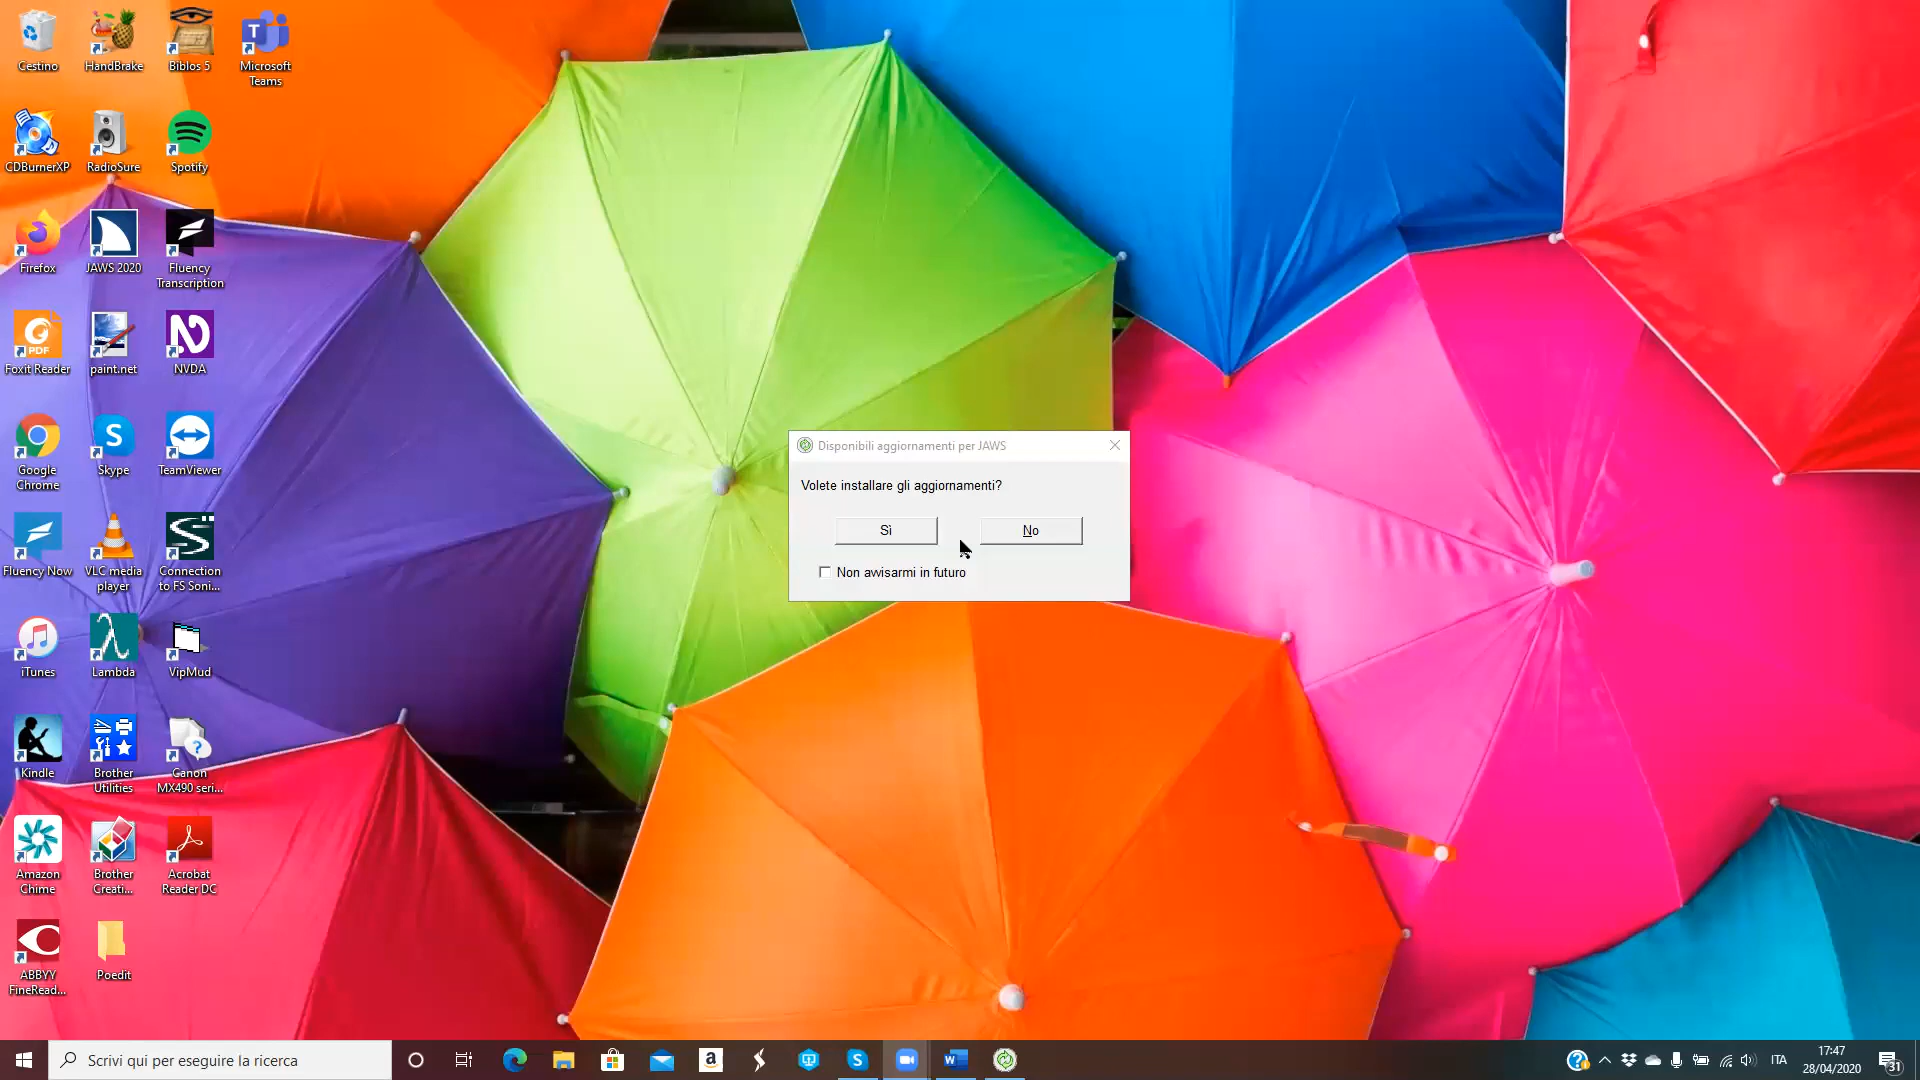 Cestino
HandBrake
Biblos 5
Microsoft
Teams
CDBurnerXP
RadioSure
Spotify
Firefox
JAWS 2020
Fluency
Transcription
Foxit Reader
paint.net
NVDA
Google
Chrome
Skype
TeamViewer
Fluency Now
VLC media
player
Connection
to FS Soni...
iTunes
Lambda
VipMud
Kindle
Brother
Utilities
Canon
MX490 seri...
Amazon
Chime
Brother
Creati...
Acrobat
Reader DC
ABBYY
FineRead...
Poedit
Disponibili aggiornamenti per JAWS
Volete installare gli aggiornamenti?
Sì
No
Non avvisarmi in futuro
Scrivi qui per eseguire la ricerca
ITA
17:47
28/04/2020
31